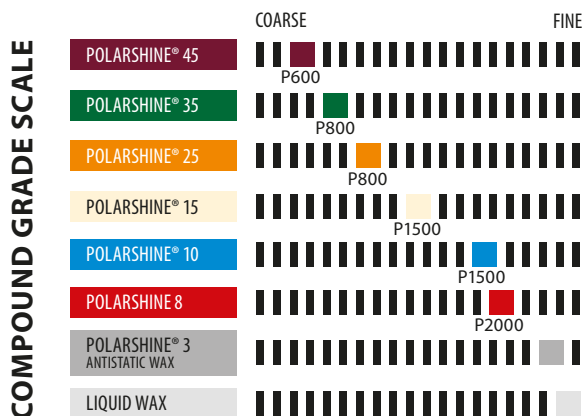 COMPOUND GRADE SCALE
COARSE FINE
POLARSHINE® 45
P600
POLARSHINE® 35
P800
POLARSHINE® 25
P800
POLARSHINE® 15
P1500
POLARSHINE® 10
P1500
POLARSHINE 8
P2000
POLARSHINE® 3
ANTISTATIC WAX
LIQUID WAX